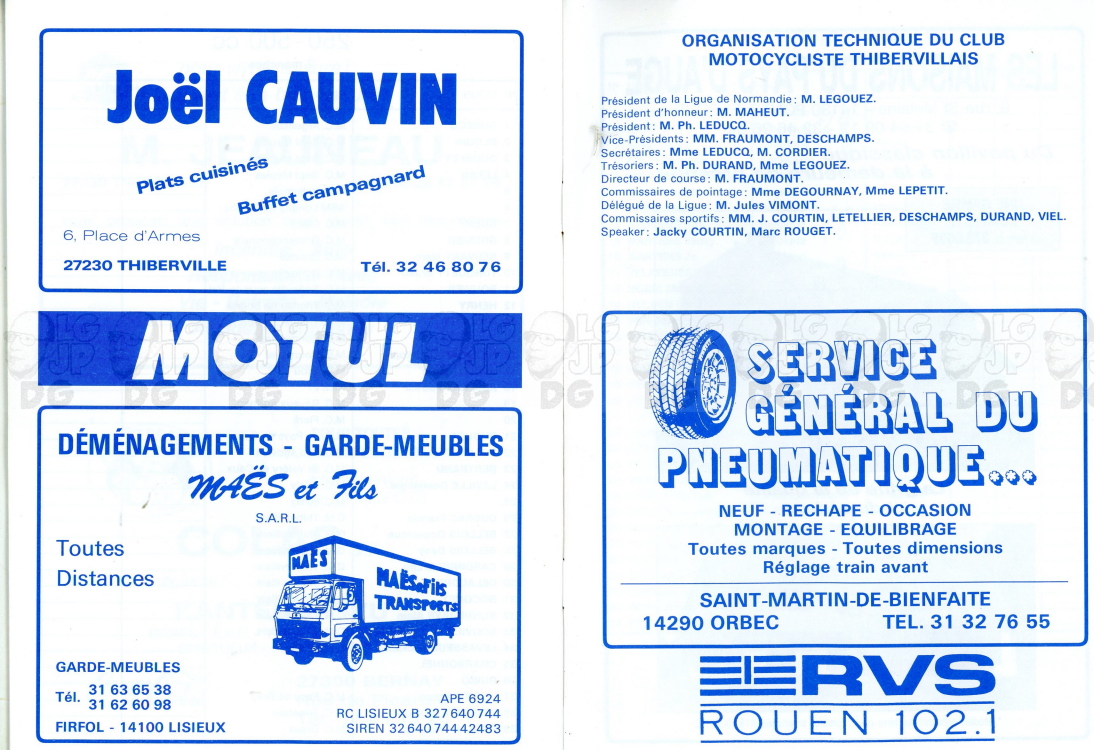 Joël CAUVIN
Plats cuisinés
Buffet campagnard
6, Place d'Armes
27230 THIBERVILLE Tél. 32 46 80 76
MOTUL
DÉMÉNAGEMENTS - GARDE-MEUBLES
MAËS et Fils
S.A.R.L.
Toutes
Distances
MAËS
MAËS et Fils
TRANSPORTS
GARDE-MEUBLES
Tél. 31 63 65 38
31 62 60 98
FIRFOL - 14100 LISIEUX
APE 6924
RC LISIEUX B 327 640 744
SIREN 32 640 744 42483
ORGANISATION TECHNIQUE DU CLUB
MOTOCYCLISTE THIBERVILLAIS
Président de la Ligue de Normandie : M. LEGOUEZ.
Président d'honneur : M. MAHEUT.
Président : M. Ph. LEDUCQ.
Vice-Présidents : MM. FRAUMONT, DESCHAMPS.
Secrétaires : Mme LEDUCQ, M. CORDIER.
Trésoriers : M. Ph. DURAND, Mme LEGOUEZ.
Directeur de course : M. FRAUMONT.
Commissaires de pointage : Mme DEGOURNAY, Mme LEPETIT.
Délégué de la Ligue : M. Jules VIMONT.
Commissaires sportifs : MM. J. COURTIN, LETELLIER, DESCHAMPS, DURAND, VIEL.
Speaker : Jacky COURTIN, Marc ROUGET.
SERVICE
GÉNÉRAL DU
PNEUMATIQUE...
NEUF - RECHAPE - OCCASION
MONTAGE - EQUILIBRAGE
Toutes marques - Toutes dimensions
Réglage train avant
SAINT-MARTIN-DE-BIENFAITE
14290 ORBEC TEL. 31 32 76 55
RVS
ROUEN 102.1
LG JP DG